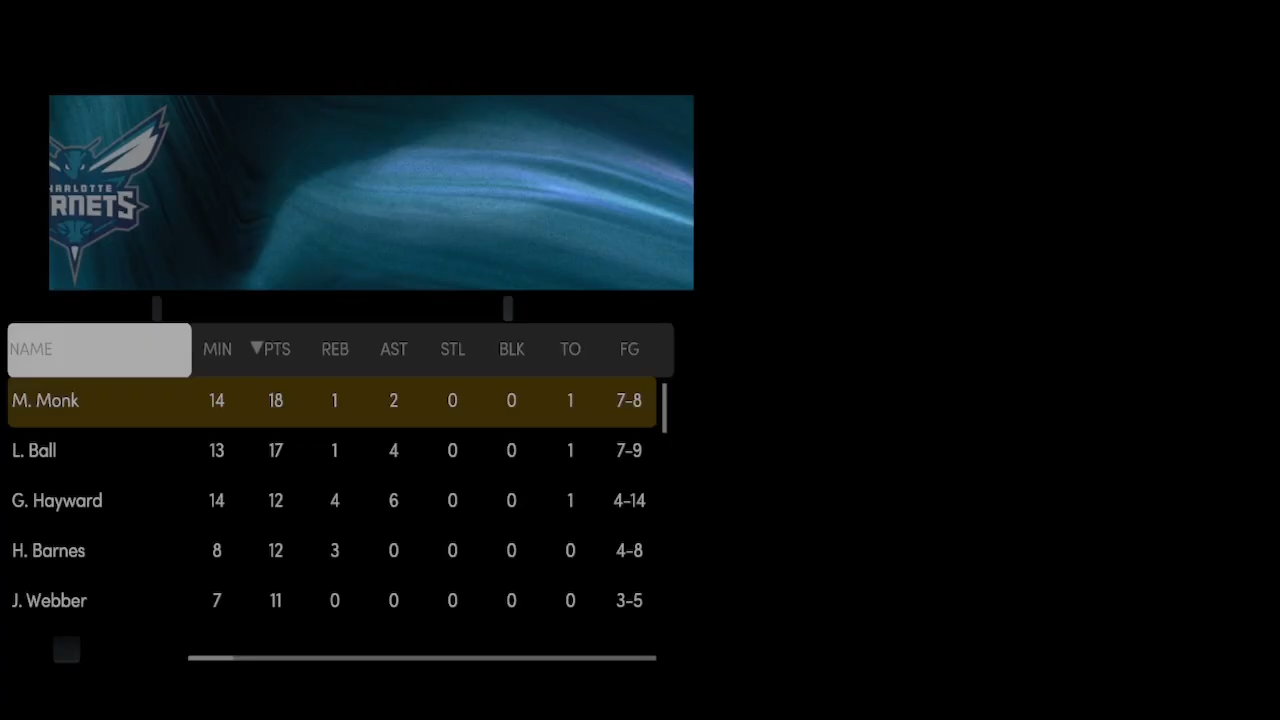 HARLOTTE
RNETS
NAME MIN ▼PTS REB AST STL BLK TO FG
M. Monk 14 18 1 2 0 0 1 7-8
L. Ball 13 17 1 4 0 0 1 7-9
G. Hayward 14 12 4 6 0 0 1 4-14
H. Barnes 8 12 3 0 0 0 0 4-8
J. Webber 7 11 0 0 0 0 0 3-5